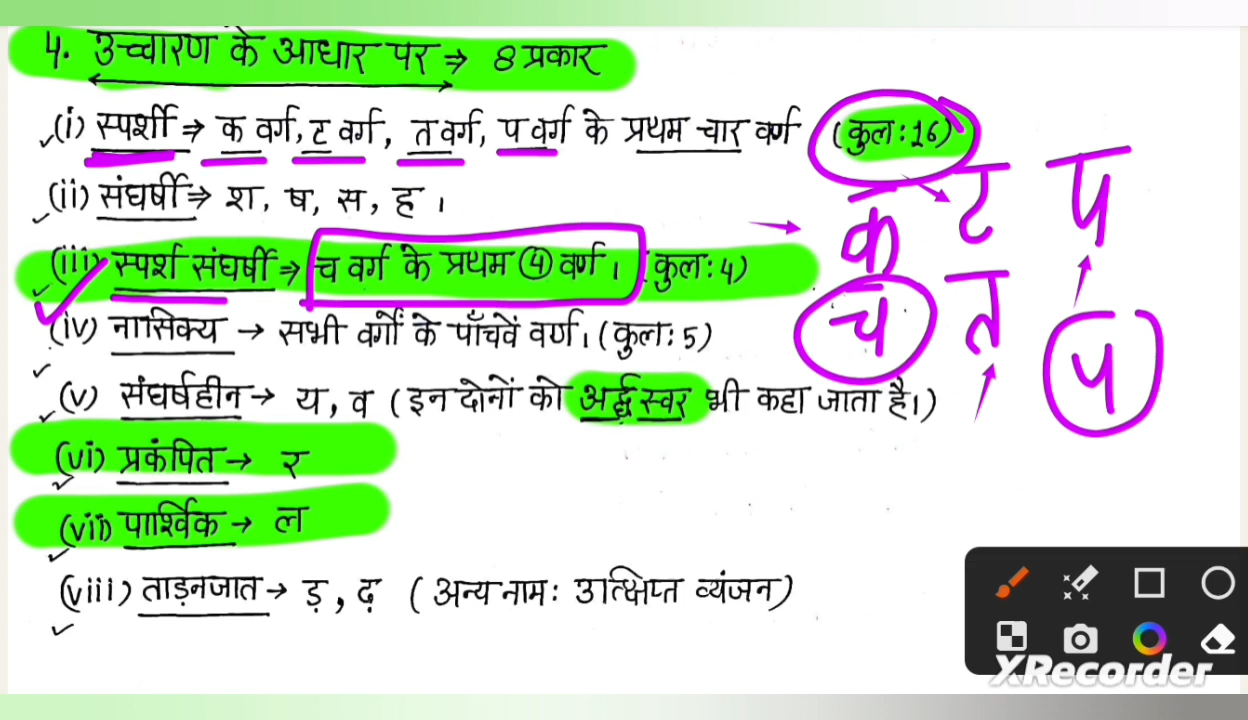 4. उच्चारण के आधार पर ⇒ 8 प्रकार
(i) स्पर्शी ⇒ क वर्ग, ट वर्ग, त वर्ग, प वर्ग के प्रथम चार वर्ण (कुल: 16)
(ii) संघर्षी ⇒ श, ष, स, ह ।
(iii) स्पर्श संघर्षी ⇒ च वर्ग के प्रथम ④ वर्ण । (कुल: 4)
(iv) नासिक्य → सभी वर्गों के पाँचवें वर्ण । (कुल: 5)
(v) संघर्षहीन → य, व (इन दोनों को अर्द्ध स्वर भी कहा जाता है।)
(vi) प्रकंपित → र
(vii) पार्श्विक → ल
(viii) ताड़नजात → ड़, ढ़ (अन्य नाम: उत्क्षिप्त व्यंजन)
क ट प
च त
XRecorder